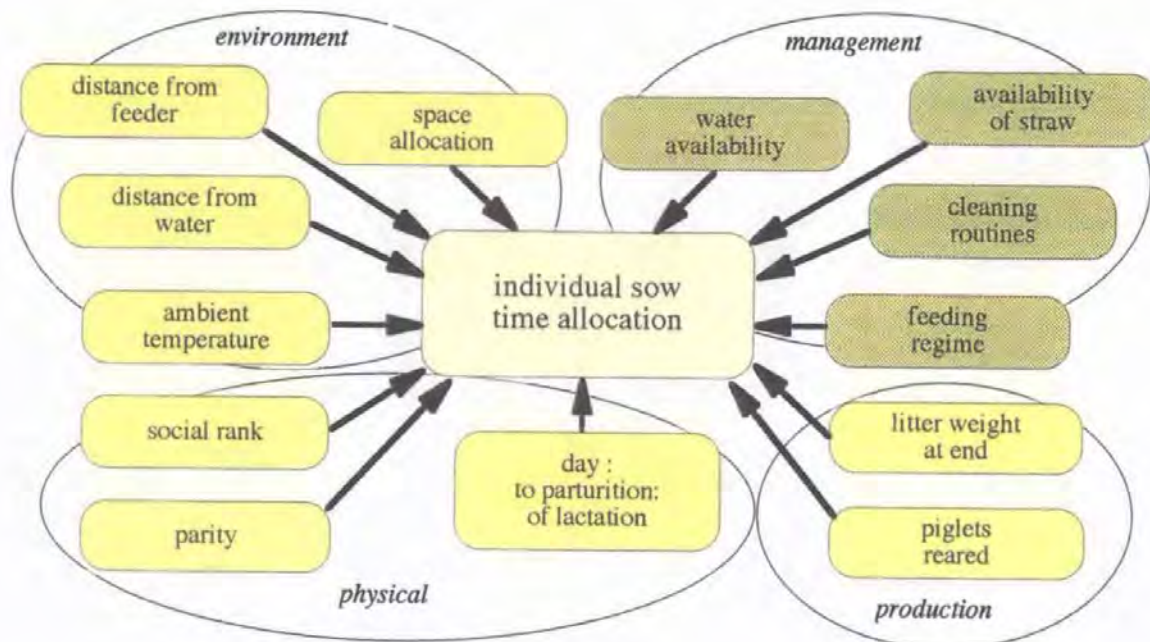 environment
management
distance from
feeder
space
allocation
water
availability
availability
of straw
distance from
water
cleaning
routines
individual sow
time allocation
ambient
temperature
feeding
regime
social rank
litter weight
at end
day :
to parturition:
of lactation
parity
piglets
reared
physical
production